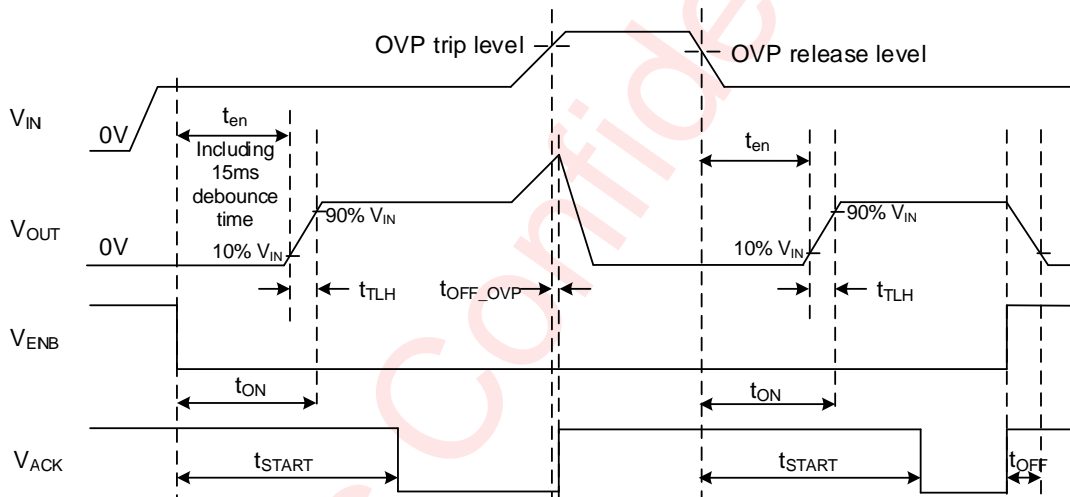 OVP trip level
OVP release level
VIN
0V
ten
Including
15ms
debounce
time
ten
VOUT
0V
10% VIN
90% VIN
10% VIN
90% VIN
tTLH
tOFF_OVP
tTLH
VENB
tON
tON
VACK
tSTART
tSTART
tOFF